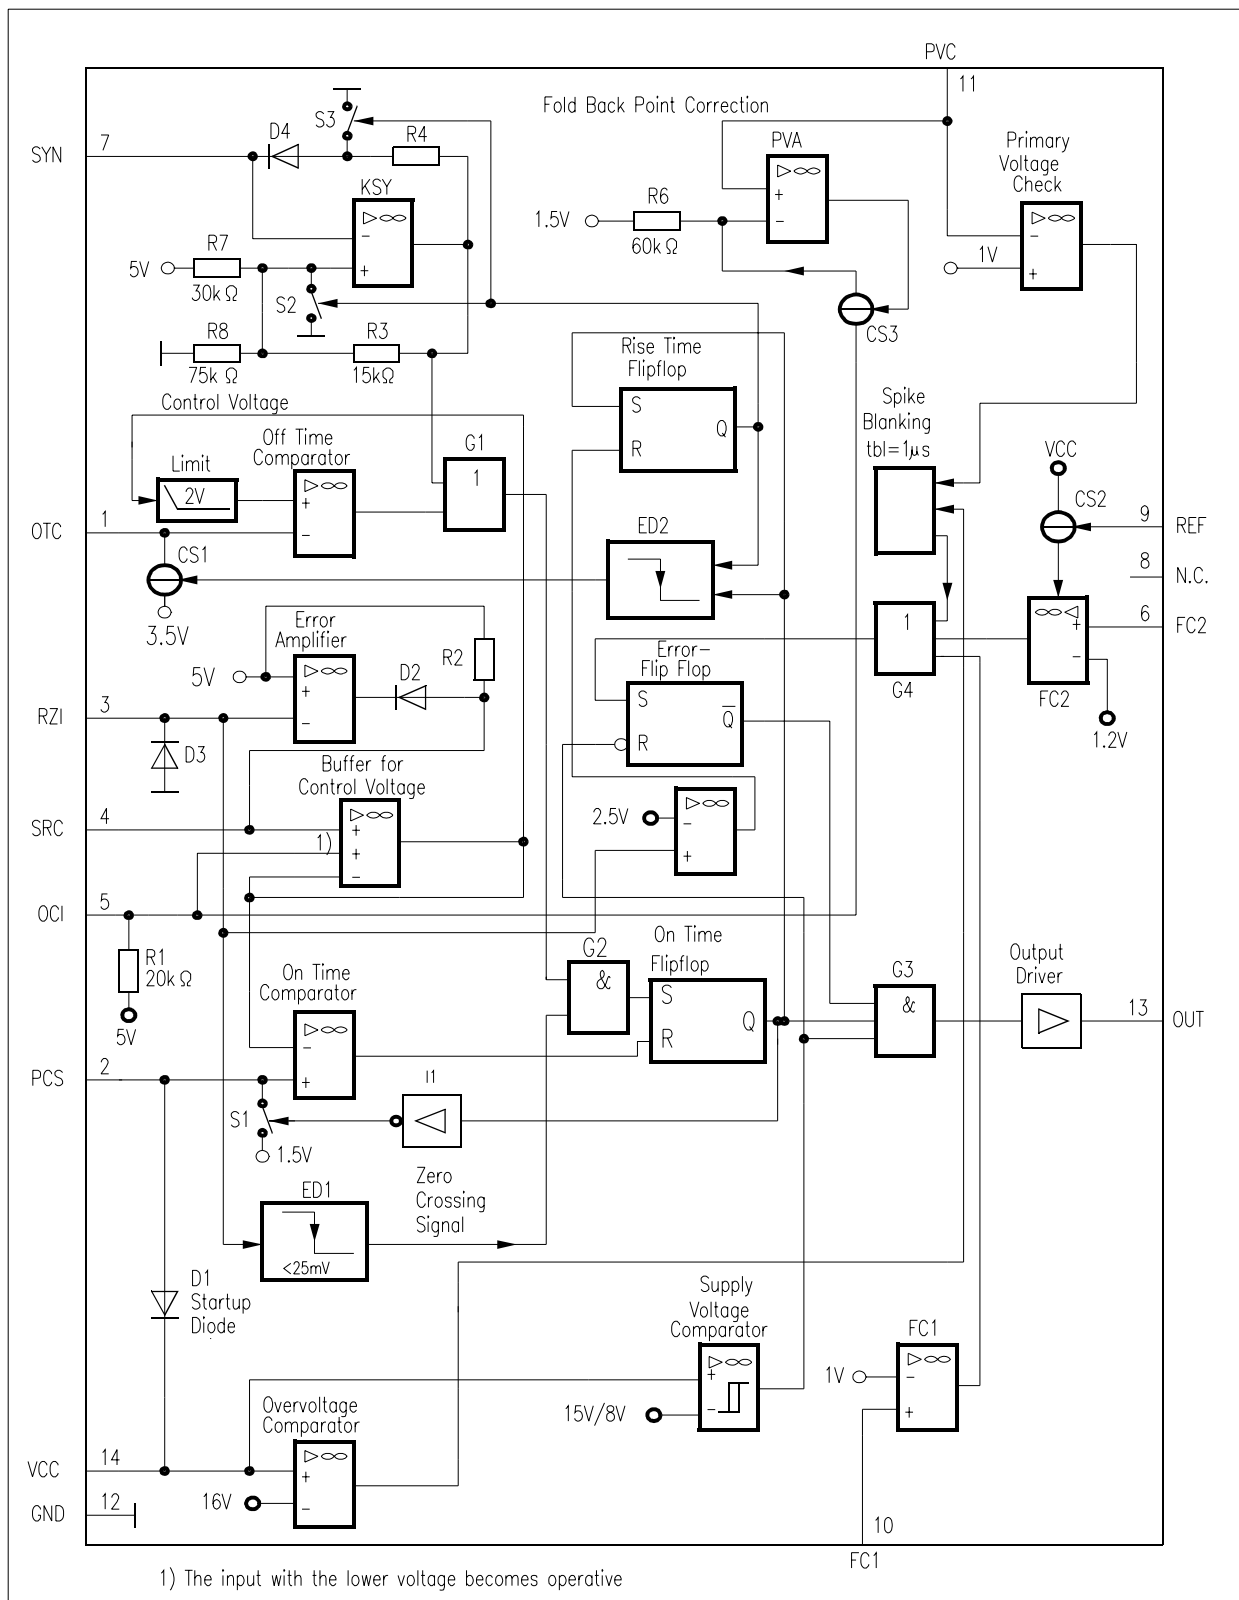 PVC
11
Fold Back Point Correction
S3
D4
R4
7
SYN
KSY
PVA
Primary
Voltage
Check
R6
1.5V
60k Ω
+
-
-
+
R7
5V
30k Ω
S2
1V
-
+
CS3
R8
R3
75k Ω
15kΩ
Control Voltage
Rise Time
Flipflop
S
R
Q
Spike
Blanking
tbl=1µs
Off Time
Comparator
Limit
2V
+
-
G1
1
VCC
CS2
9
REF
1
OTC
CS1
ED2
8
N.C.
3.5V
Error
Amplifier
5V
+
-
R2
D2
6
FC2
+
-
FC2
1.2V
1
G4
Error-
Flip Flop
S
R
Q
3
RZI
D3
Buffer for
Control Voltage
4
SRC
1)
+
+
-
2.5V
-
+
5
OCI
R1
20k Ω
5V
On Time
Comparator
-
+
G2
&
On Time
Flipflop
S
R
Q
G3
&
Output
Driver
13
OUT
2
PCS
S1
1.5V
I1
Zero
Crossing
Signal
ED1
<25mV
D1
Startup
Diode
Supply
Voltage
Comparator
+
-
15V/8V
FC1
1V
-
+
Overvoltage
Comparator
14
VCC
+
-
16V
12
GND
10
FC1
1) The input with the lower voltage becomes operative